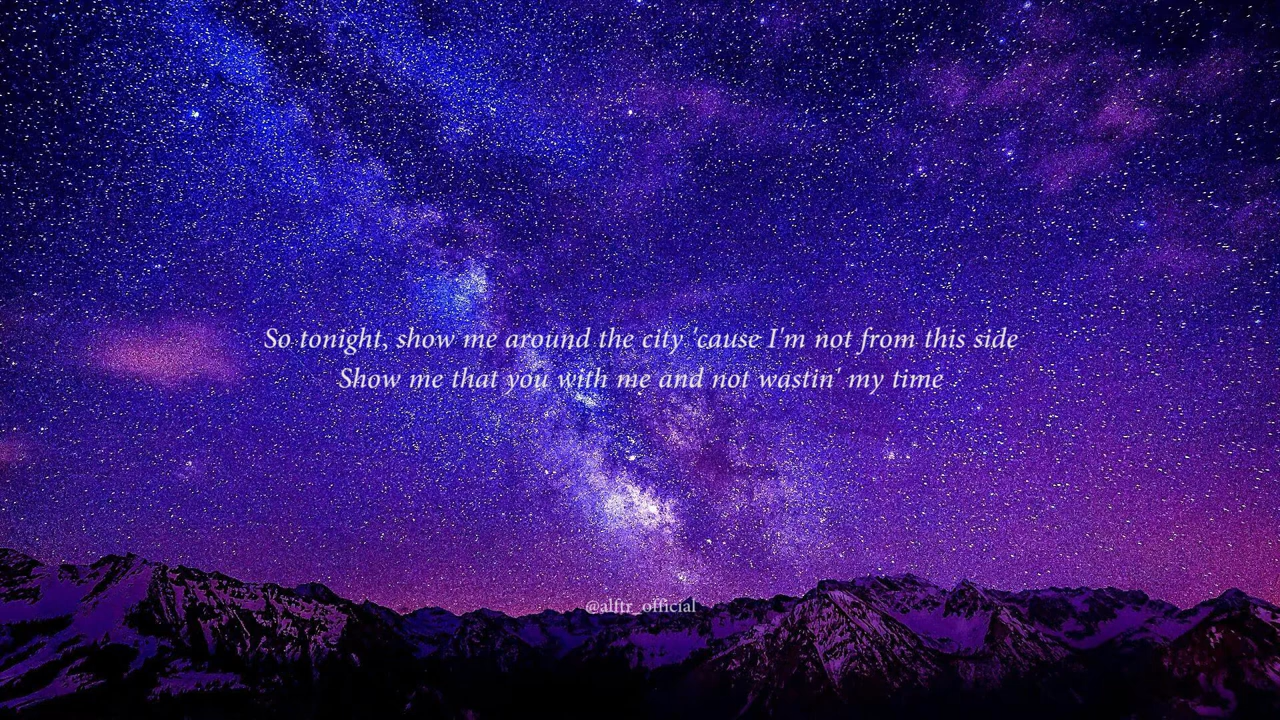 So tonight, show me around the city 'cause I'm not from this side
Show me that you with me and not wastin' my time
@alftr_official